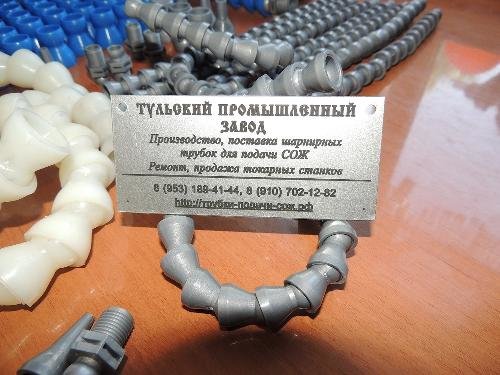 ТУЛЬСКИЙ ПРОМЫШЛЕННЫЙ
ЗАВОД
Производство, поставка шарнирных
трубок для подачи СОЖ
Ремонт, продажа токарных станков
8 (953) 189-41-44, 8 (910) 702-12-82
http://трубки-подачи-сож.рф